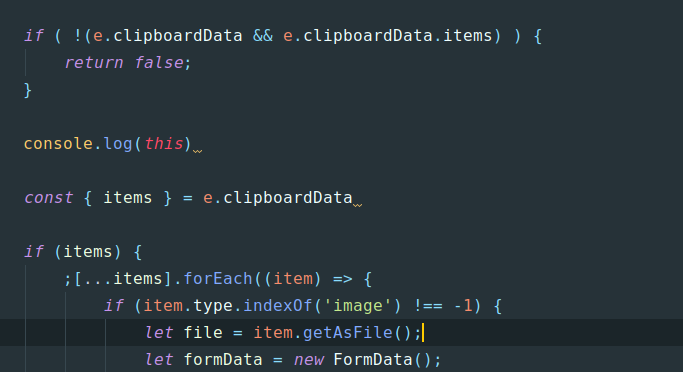 if ( !(e.clipboardData && e.clipboardData.items) ) {
return false;
}
console.log(this)
const { items } = e.clipboardData
if (items) {
;[...items].forEach((item) => {
if (item.type.indexOf('image') !== -1) {
let file = item.getAsFile();
let formData = new FormData();